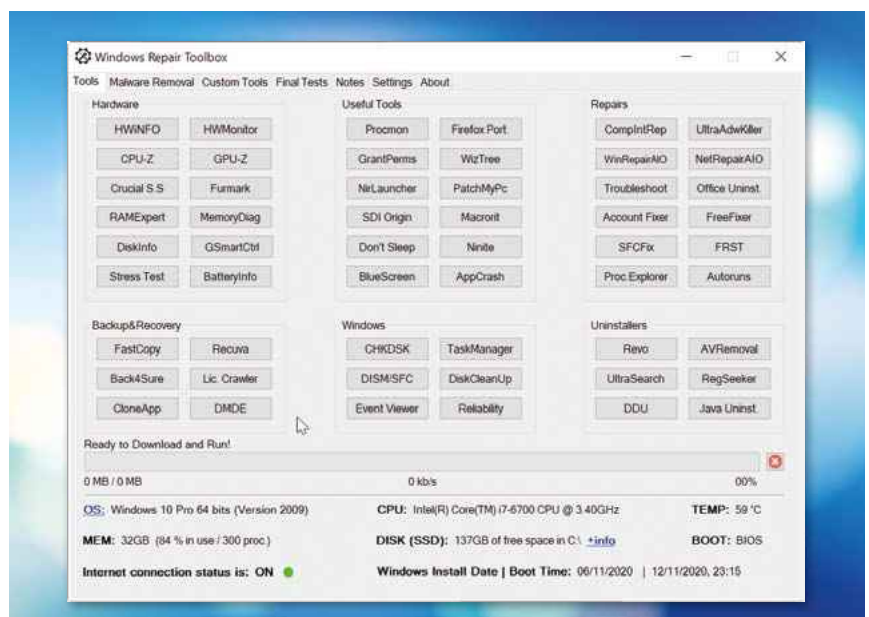 Windows Repair Toolbox
Tools Malware Removal Custom Tools Final Tests Notes Settings About
Hardware Useful Tools Repairs
HWiNFO HWMonitor Procmon Firefox Port. CompIntRep UltraAdwKiller
CPU-Z GPU-Z GrantPerms WizTree WinRepairAIO NetRepairAIO
Crucial S.S Furmark NirLauncher PatchMyPc Troubleshoot Office Uninst.
RAMExpert MemoryDiag SDI Origin Macrorit Account Fixer FreeFixer
DiskInfo GSmartCtrl Don't Sleep Ninite SFCFix FRST
Stress Test BatteryInfo BlueScreen AppCrash Proc.Explorer Autoruns
Backup&Recovery Windows Uninstallers
FastCopy Recuva CHKDSK TaskManager Revo AVRemoval
Back4Sure Lic. Crawler DISM/SFC DiskCleanUp UltraSearch RegSeeker
CloneApp DMDE Event Viewer Reliability DDU Java Uninst.
Ready to Download and Run!
0 MB / 0 MB 0 kb/s 00%
OS: Windows 10 Pro 64 bits (Version 2009) CPU: Intel(R) Core(TM) i7-6700 CPU @ 3.40GHz TEMP: 59 °C
MEM: 32GB (84 % in use / 300 proc.) DISK (SSD): 137GB of free space in C:\ +info BOOT: BIOS
Internet connection status is: ON Windows Install Date | Boot Time: 06/11/2020 | 12/11/2020, 23:15